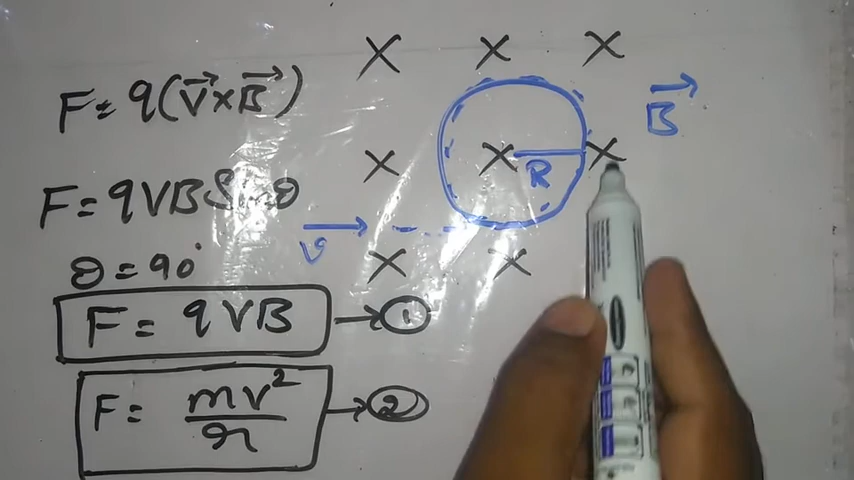 F = q(V⃗×B⃗)
F = qVB Sinθ
θ = 90°
F = qVB → ①
F = mv²/r → ②
× × ×
× × ×
× ×
B⃗
R
v